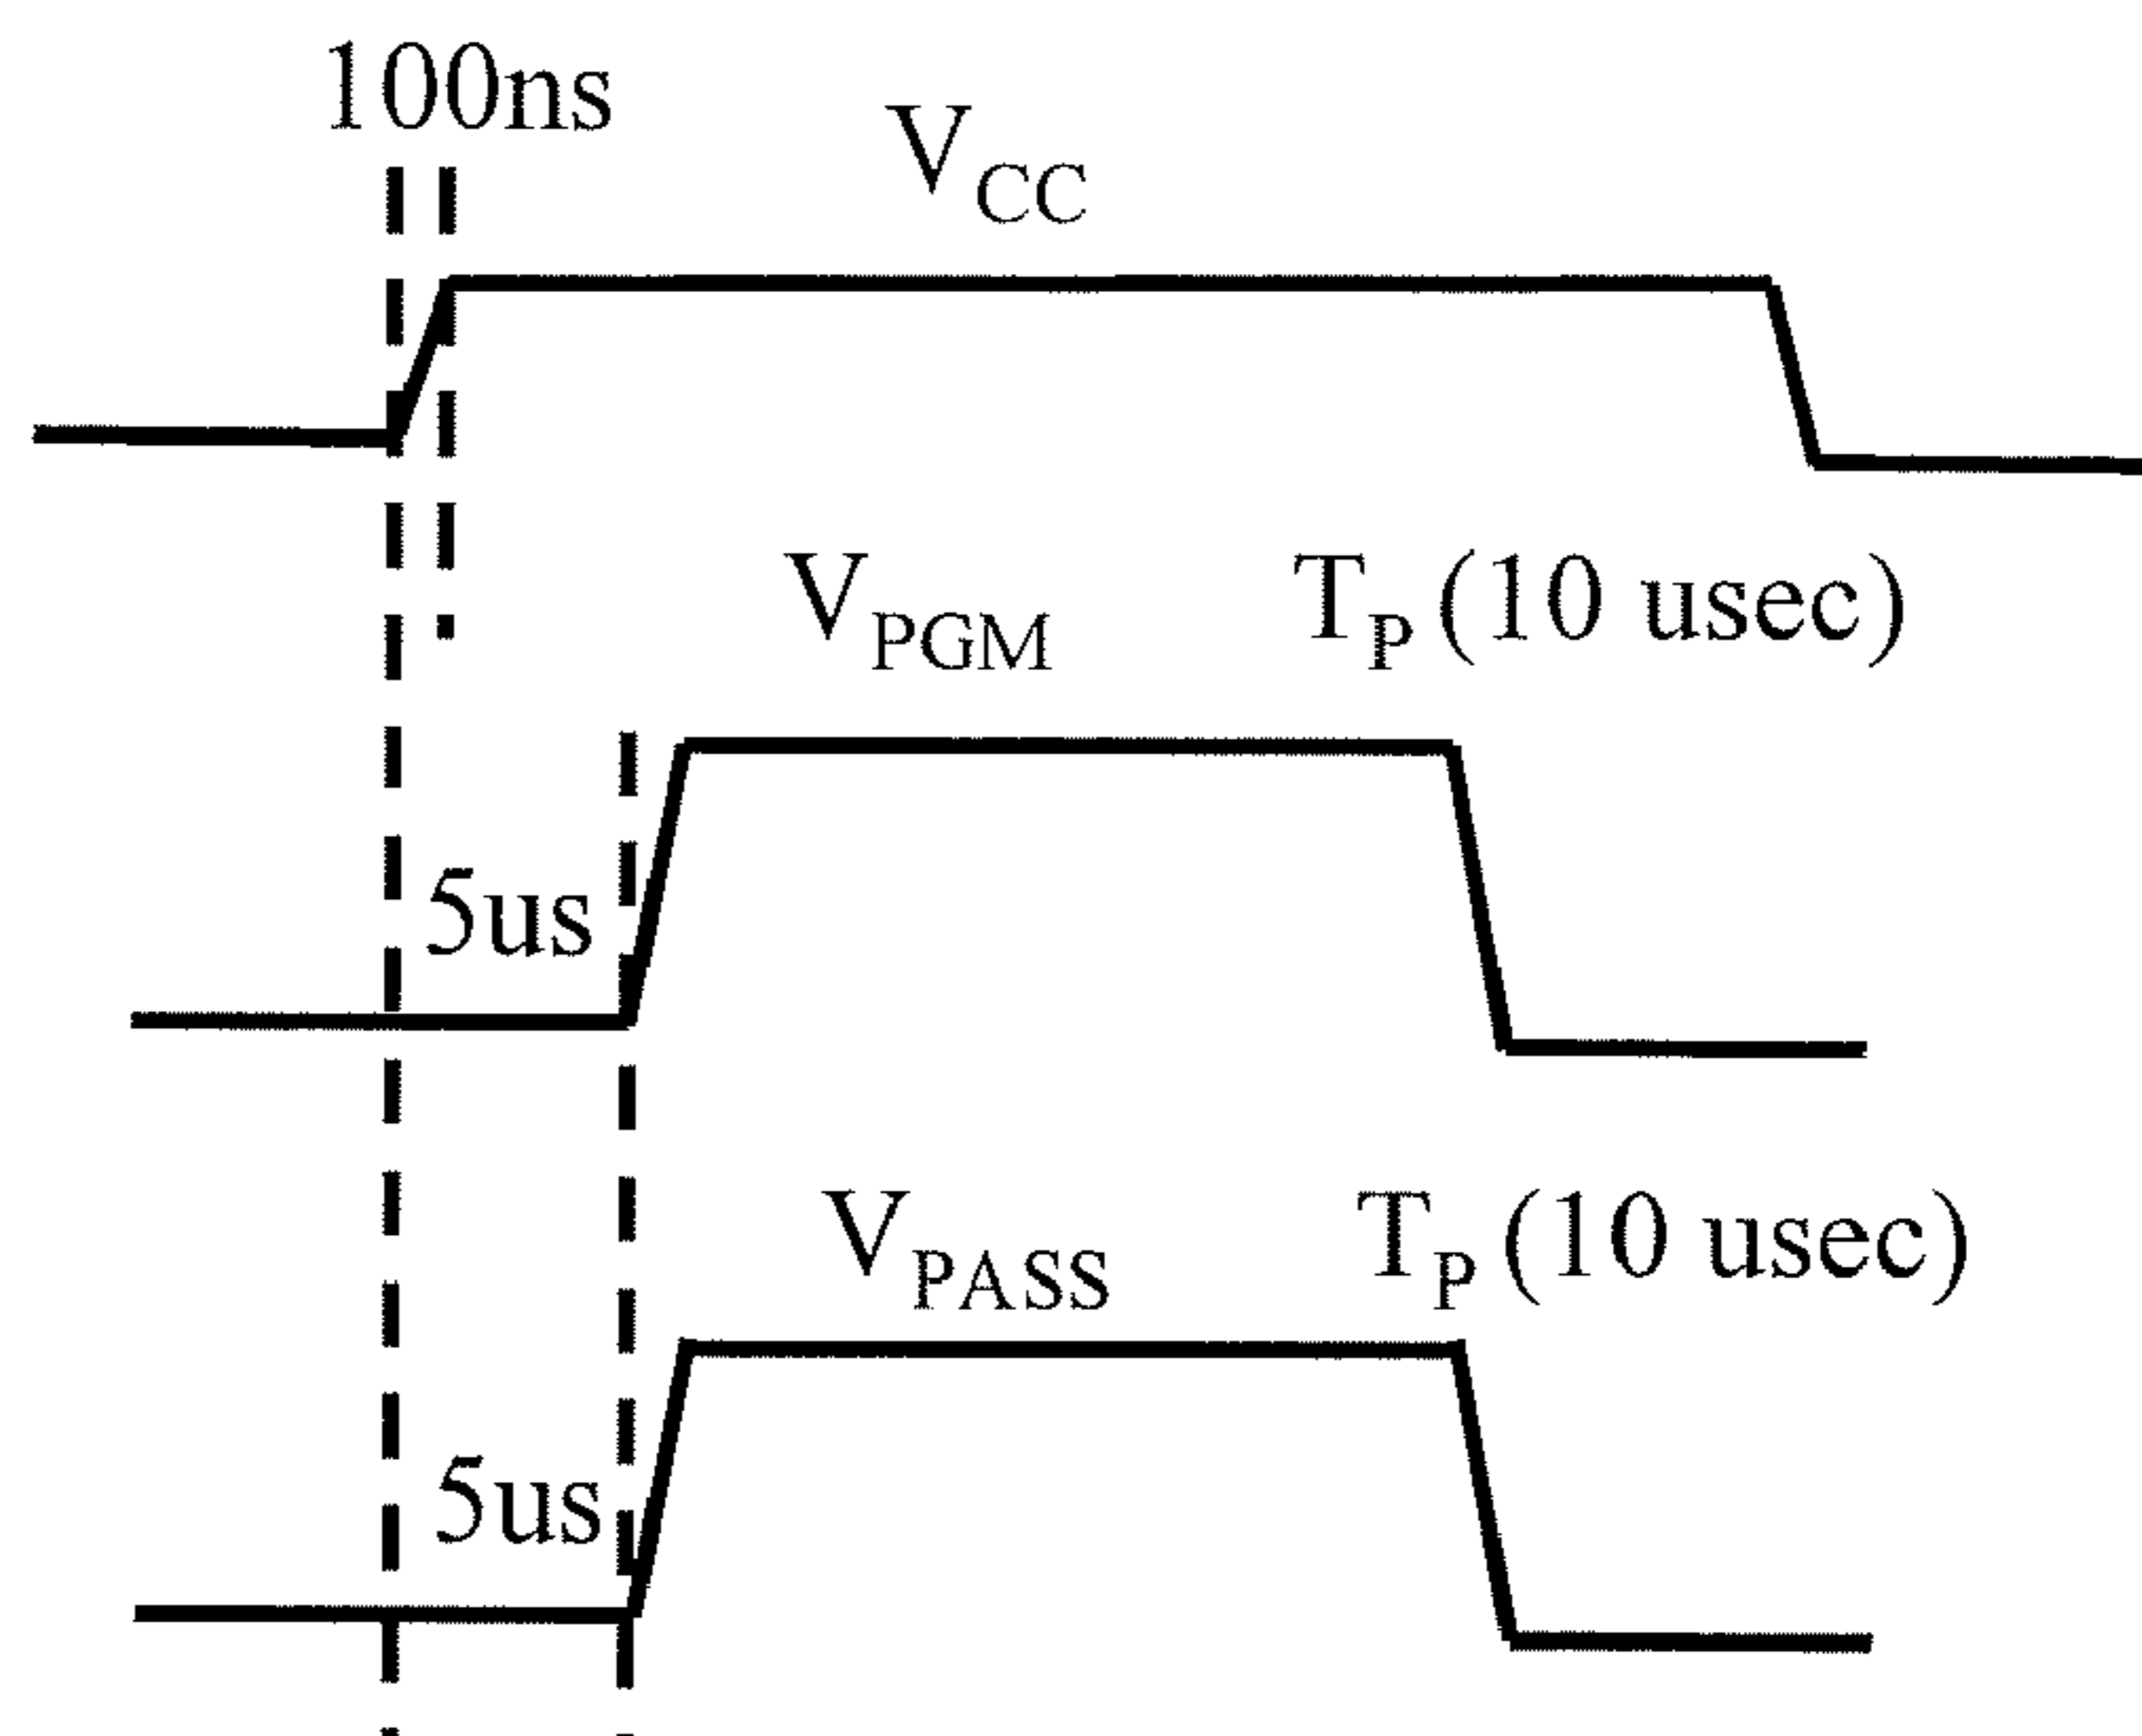 100ns
VCC
VPGM TP (10 usec)
5us
VPASS TP (10 usec)
5us